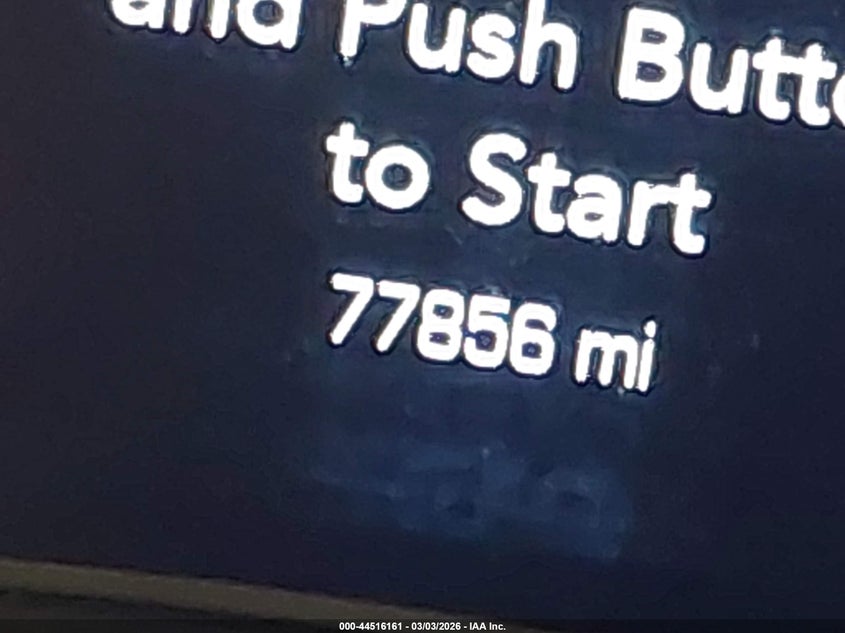 and Push Butto
to Start
77856 mi
000-44516161 - 03/03/2026 - IAA Inc.